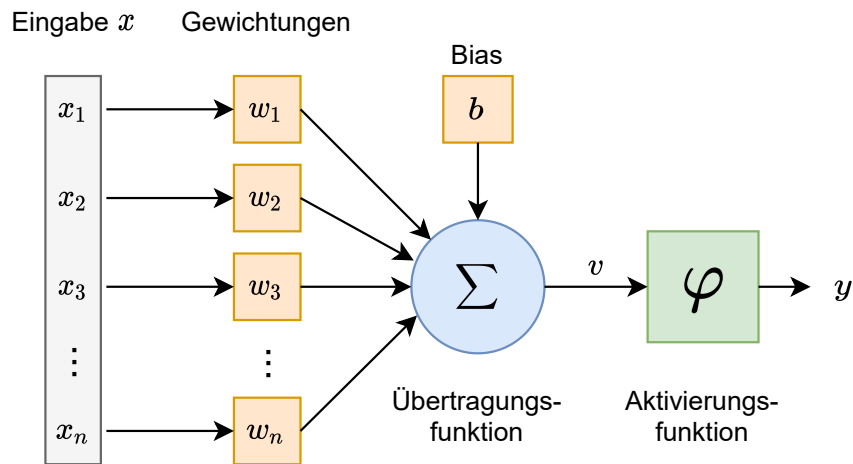 Eingabe x Gewichtungen
Bias
x₁ w₁ b
x₂ w₂
x₃ w₃ Σ v φ y
⋮ ⋮
xₙ wₙ
Übertragungs-
funktion
Aktivierungs-
funktion